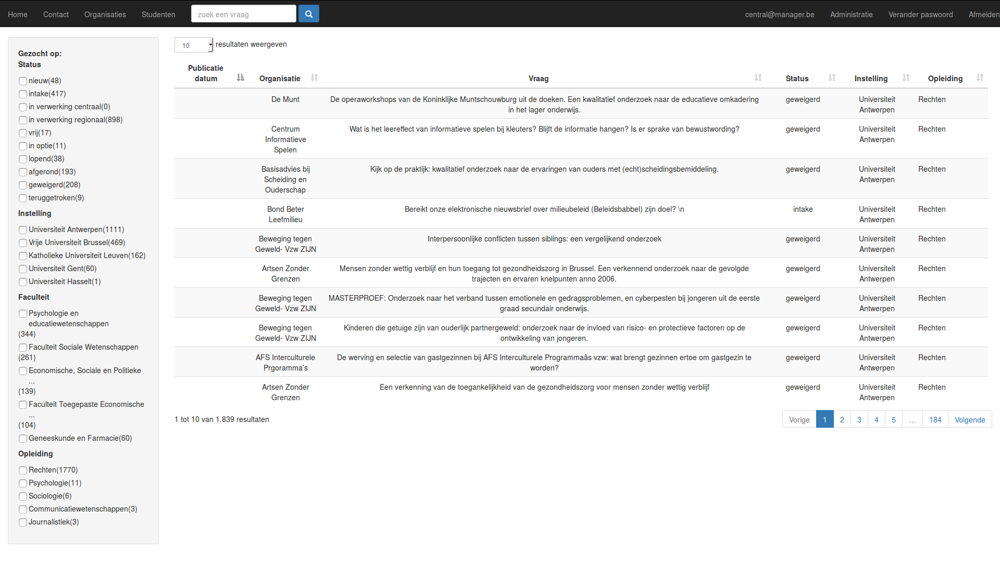 Home Contact Organisaties Studenten zoek een vraag central@manager.be Administratie Verander paswoord Afmelden
Gezocht op:
Status
nieuw(48)
intake(417)
in verwerking centraal(0)
in verwerking regionaal(898)
vrij(17)
in optie(11)
lopend(38)
afgerond(193)
geweigerd(208)
teruggetroken(9)
Instelling
Universiteit Antwerpen(1111)
Vrije Universiteit Brussel(469)
Katholieke Universiteit Leuven(162)
Universiteit Gent(60)
Universiteit Hasselt(1)
Faculteit
Psychologie en
educatiewetenschappen
(344)
Faculteit Sociale Wetenschappen
(261)
Economische, Sociale en Politieke
...
(139)
Faculteit Toegepaste Economische
...
(104)
Geneeskunde en Farmacie(60)
Opleiding
Rechten(1770)
Psychologie(11)
Sociologie(6)
Communicatiewetenschappen(3)
Journalistiek(3)
10 resultaten weergeven
Publicatie
datum Organisatie Vraag Status Instelling Opleiding
De Munt De operaworkshops van de Koninklijke Muntschouwburg uit de doeken. Een kwalitatief onderzoek naar de educatieve omkadering geweigerd Universiteit Rechten
in het lager onderwijs. Antwerpen
Centrum Wat is het leereffect van informatieve spelen bij kleuters? Blijft de informatie hangen? Is er sprake van bewustwording? geweigerd Universiteit Rechten
Informatieve Antwerpen
Spelen
Basisadvies bij Kijk op de praktijk: kwalitatief onderzoek naar de ervaringen van ouders met (echt)scheidingsbemiddeling. geweigerd Universiteit Rechten
Scheiding en Antwerpen
Ouderschap
Bond Beter Bereikt onze elektronische nieuwsbrief over milieubeleid (Beleidsbabbel) zijn doel? \n intake Universiteit Rechten
Leefmilieu Antwerpen
Beweging tegen Interpersoonlijke conflicten tussen siblings: een vergelijkend onderzoek geweigerd Universiteit Rechten
Geweld- Vzw ZIJN Antwerpen
Artsen Zonder Mensen zonder wettig verblijf en hun toegang tot gezondheidszorg in Brussel. Een verkennend onderzoek naar de gevolgde geweigerd Universiteit Rechten
Grenzen trajecten en ervaren knelpunten anno 2006. Antwerpen
Beweging tegen MASTERPROEF: Onderzoek naar het verband tussen emotionele en gedragsproblemen, en cyberpesten bij jongeren uit de eerste geweigerd Universiteit Rechten
Geweld- Vzw ZIJN graad secundair onderwijs. Antwerpen
Beweging tegen Kinderen die getuige zijn van ouderlijk partnergeweld: onderzoek naar de invloed van risico- en protectieve factoren op de geweigerd Universiteit Rechten
Geweld- Vzw ZIJN ontwikkeling van jongeren. Antwerpen
AFS Interculturele De werving en selectie van gastgezinnen bij AFS Interculturele Programmaâs vzw: wat brengt gezinnen ertoe om gastgezin te geweigerd Universiteit Rechten
Prgoramma's worden? Antwerpen
Artsen Zonder Een verkenning van de toegankelijkheid van de gezondheidszorg voor mensen zonder wettig verblijf geweigerd Universiteit Rechten
Grenzen Antwerpen
1 tot 10 van 1.839 resultaten Vorige 1 2 3 4 5 … 184 Volgende